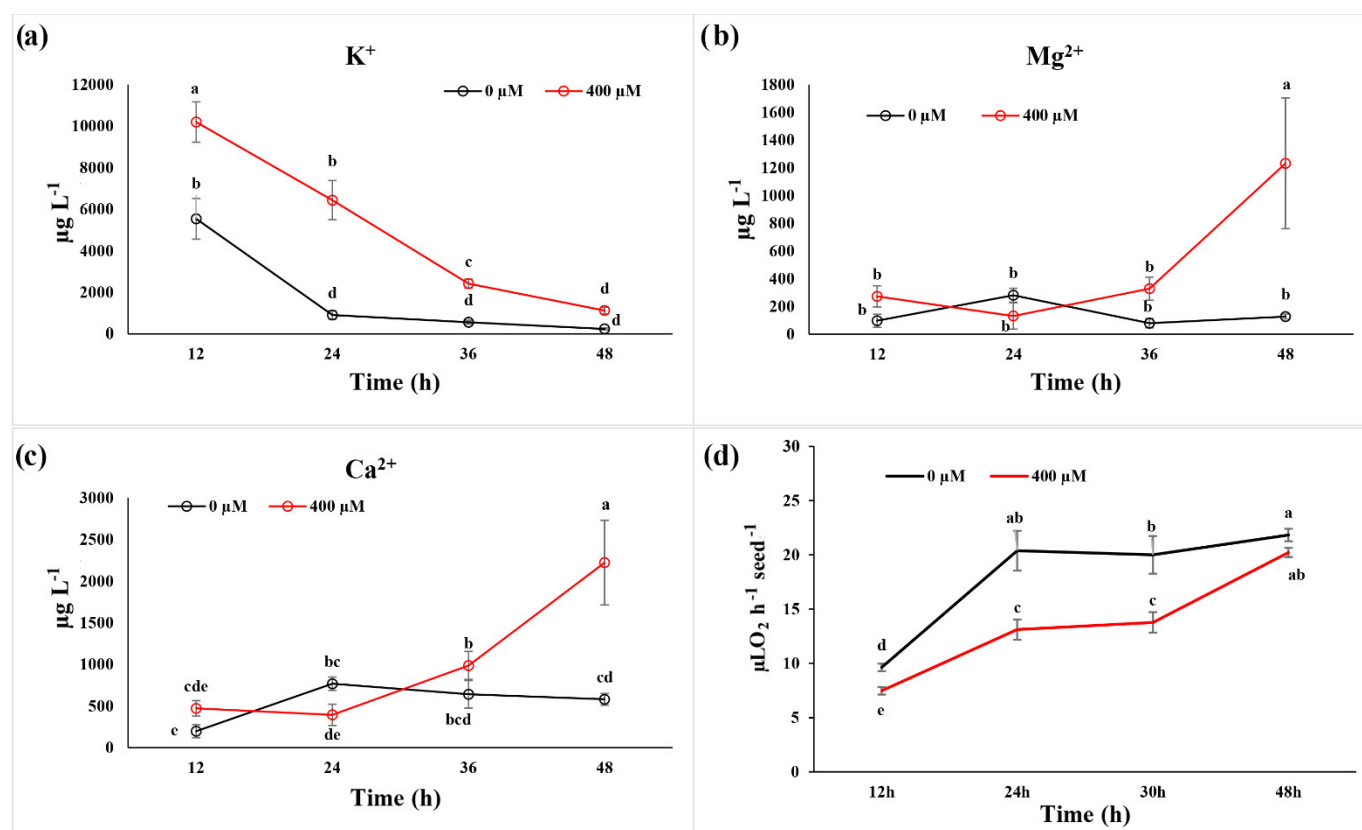 (a)
K⁺
0 µM
400 µM
12000
10000
8000
6000
4000
2000
0
µg L⁻¹
a
b
b
d
c
d
d
d
12
24
36
48
Time (h)
(b)
Mg²⁺
0 µM
400 µM
1800
1600
1400
1200
1000
800
600
400
200
0
µg L⁻¹
b
b
b
b
b
b
a
b
12
24
36
48
Time (h)
(c)
Ca²⁺
0 µM
400 µM
3000
2500
2000
1500
1000
500
0
µg L⁻¹
cde
e
bc
de
b
bcd
a
cd
12
24
36
48
Time (h)
(d)
0 µM
400 µM
30
25
20
15
10
5
0
µLO₂ h⁻¹ seed⁻¹
d
e
ab
c
b
c
a
ab
12h
24h
30h
48h
Time (h)